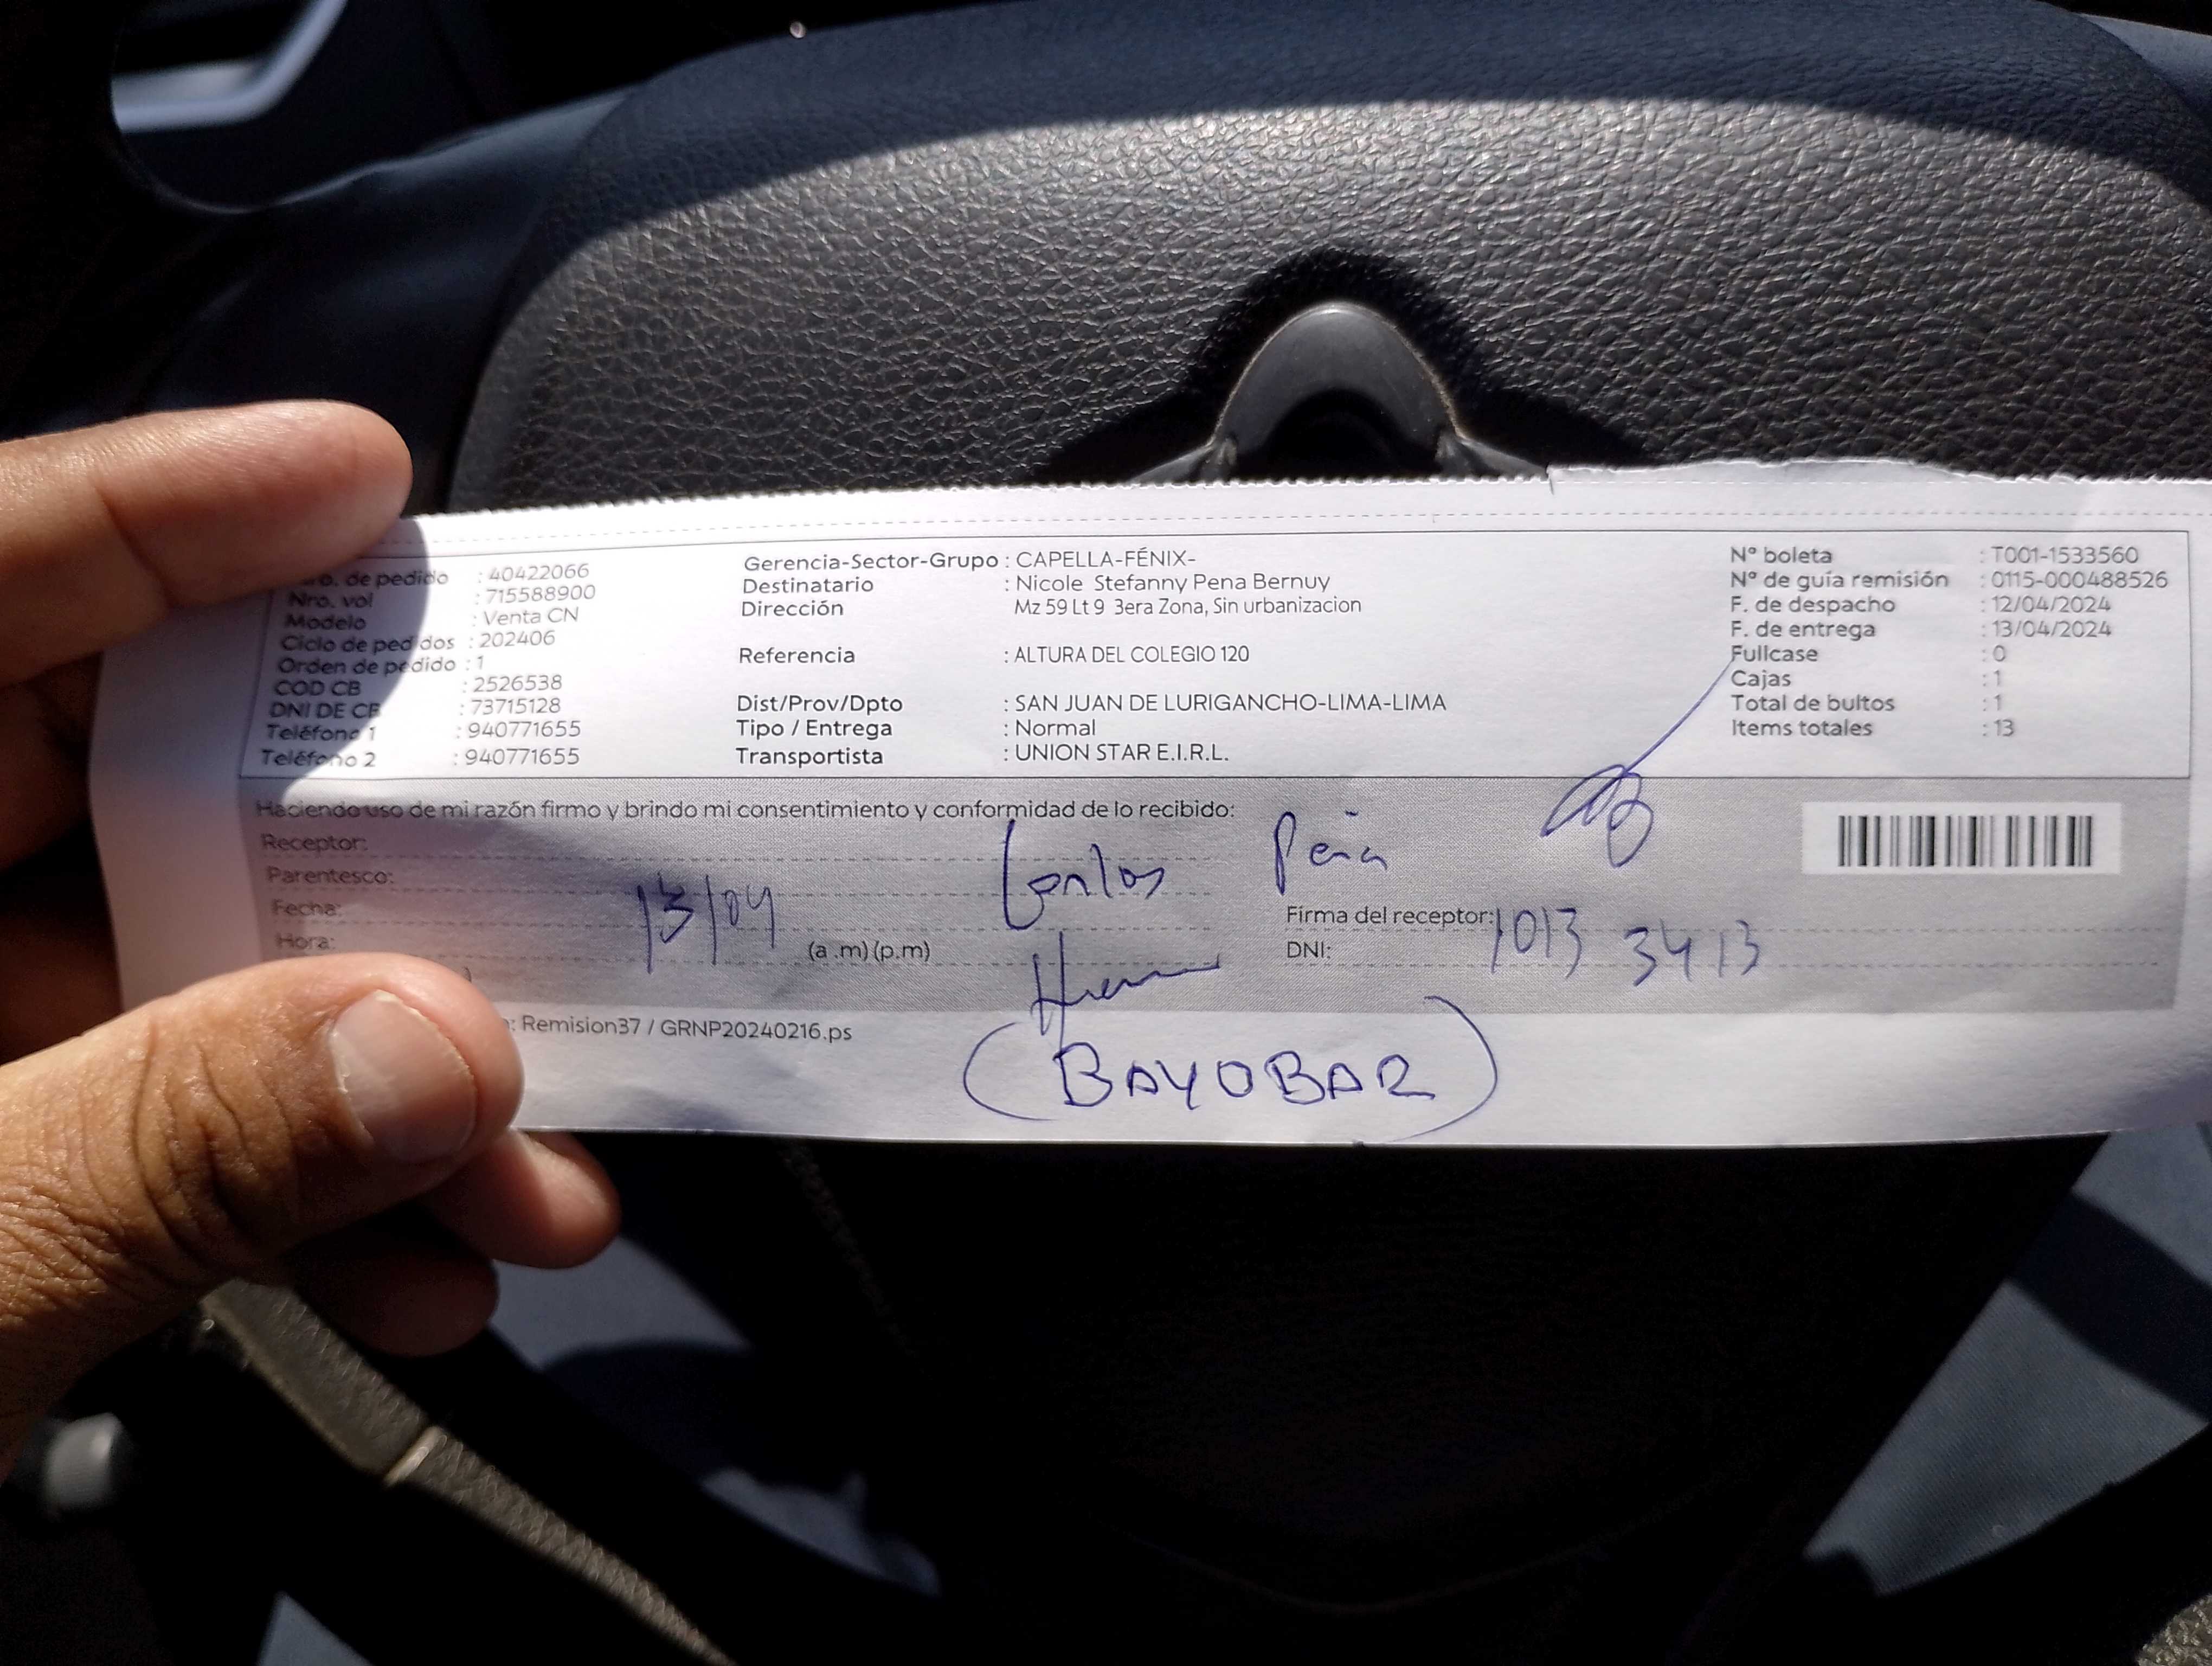 o. de pedido : 40422066
Nro. vol : 715588900
Modelo : Venta CN
Ciclo de pedidos : 202406
Orden de pedido : 1
COD CB : 2526538
DNI DE CB : 73715128
Teléfono 1 : 940771655
Teléfono 2 : 940771655
Gerencia-Sector-Grupo : CAPELLA-FÉNIX-
Destinatario : Nicole Stefanny Pena Bernuy
Dirección Mz 59 Lt 9 3era Zona, Sin urbanizacion
Referencia : ALTURA DEL COLEGIO 120
Dist/Prov/Dpto : SAN JUAN DE LURIGANCHO-LIMA-LIMA
Tipo / Entrega : Normal
Transportista : UNION STAR E.I.R.L.
N° boleta : T001-1533560
N° de guía remisión : 0115-000488526
F. de despacho : 12/04/2024
F. de entrega : 13/04/2024
Fullcase : 0
Cajas : 1
Total de bultos : 1
Items totales : 13
Haciendo uso de mi razón firmo y brindo mi consentimiento y conformidad de lo recibido:
Receptor: Carlos Peña
Parentesco:
Fecha: 13/04
Hora: (a .m) (p.m)
Firma del receptor:
DNI: 1013 3413
: Remision37 / GRNP20240216.ps
(BAYOBAR)